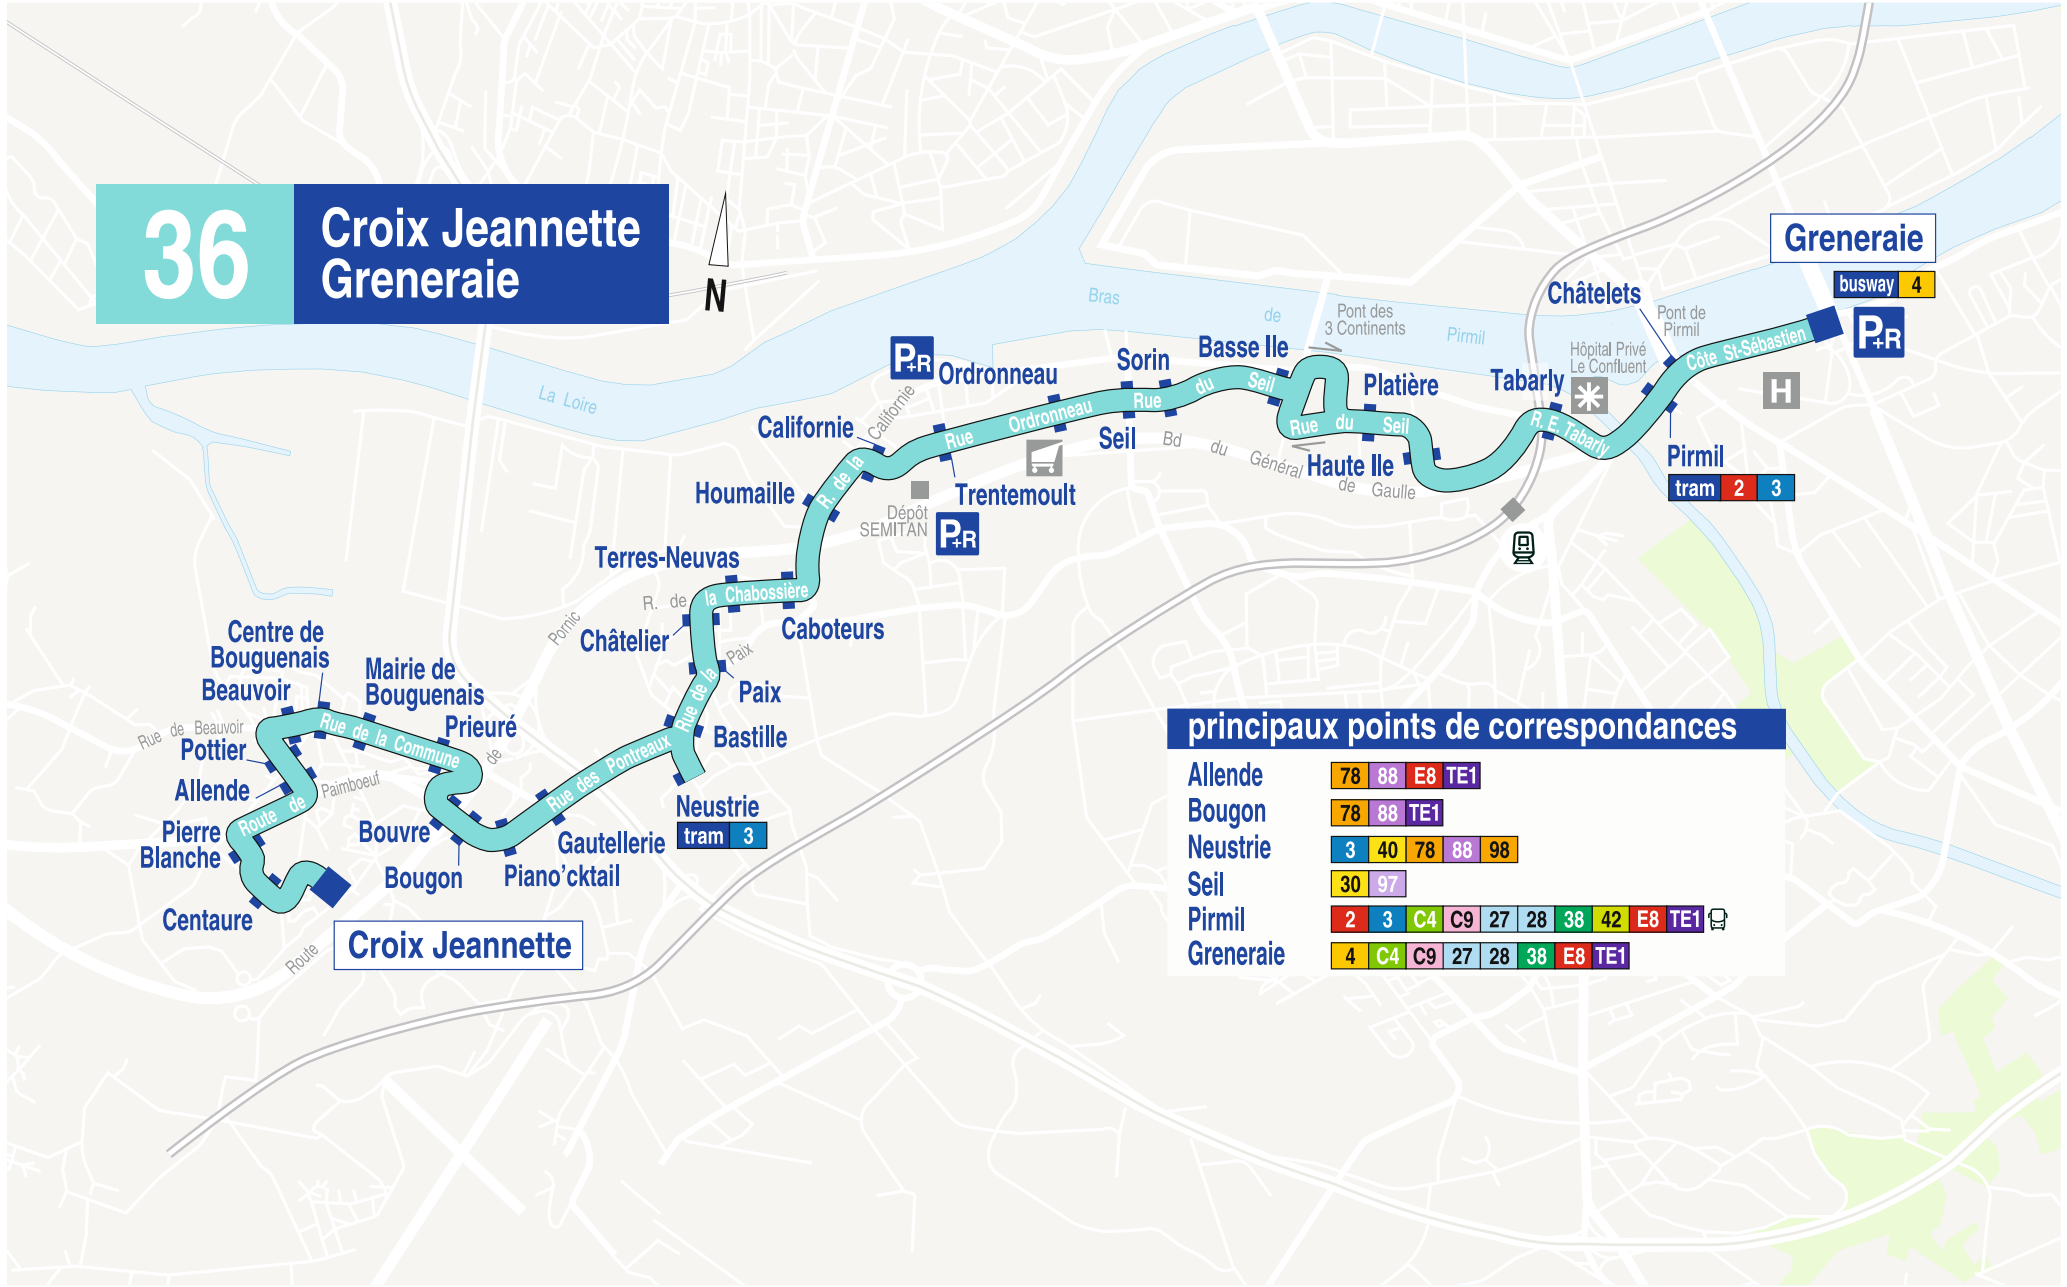 36
Croix Jeannette
Greneraie
N
Greneraie
busway 4
P+R
Châtelets
Pont de
Pirmil
Côte St-Sébastien
H
Bras de Pirmil
Pont des
3 Continents
Hôpital Privé
Le Confluent
Tabarly
R. E. Tabarly
Pirmil
tram 2 3
Platière
Basse Ile
Rue du Seil
Rue du Seil
Haute Ile
Sorin
Seil
Bd du Général de Gaulle
La Loire
P+R
Ordronneau
Rue Ordronneau
Californie
Californie
R. de la
Trentemoult
Houmaille
Dépôt
SEMITAN
P+R
Terres-Neuvas
R. de
la Chabossière
Châtelier
Caboteurs
Pornic
Paix
Paix
Rue de la
Bastille
Centre de
Bouguenais
Beauvoir
Mairie de
Bouguenais
Prieuré
Rue de Beauvoir
Rue de la Commune
de
Pottier
Allende
Paimboeuf
Route de
Pierre
Blanche
Centaure
Bouvre
Bougon
Piano'cktail
Gautellerie
Rue des Pontreaux
Neustrie
tram 3
Croix Jeannette
Route
principaux points de correspondances
Allende 78 88 E8 TE1
Bougon 78 88 TE1
Neustrie 3 40 78 88 98
Seil 30 97
Pirmil 2 3 C4 C9 27 28 38 42 E8 TE1
Greneraie 4 C4 C9 27 28 38 E8 TE1